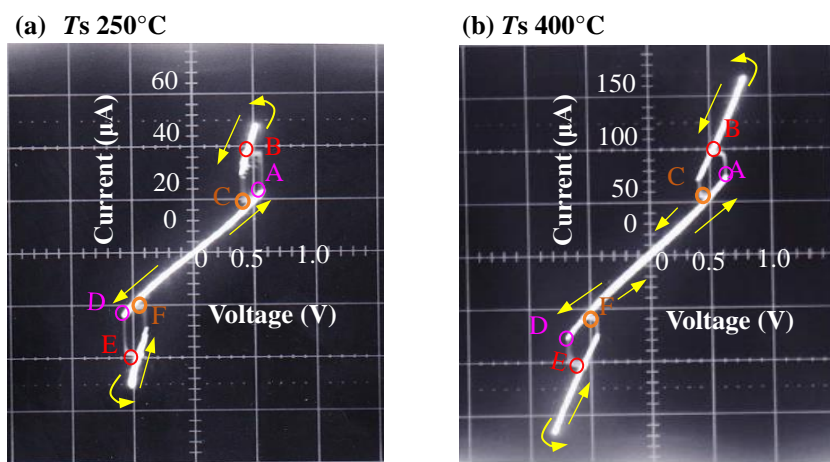 (a) Ts 250°C
60
40
20
0
Current (µA)
B
A
C
0
0.5
1.0
D
F
E
Voltage (V)
(b) Ts 400°C
150
100
50
0
Current (µA)
B
A
C
0
0.5
1.0
F
D
E
Voltage (V)